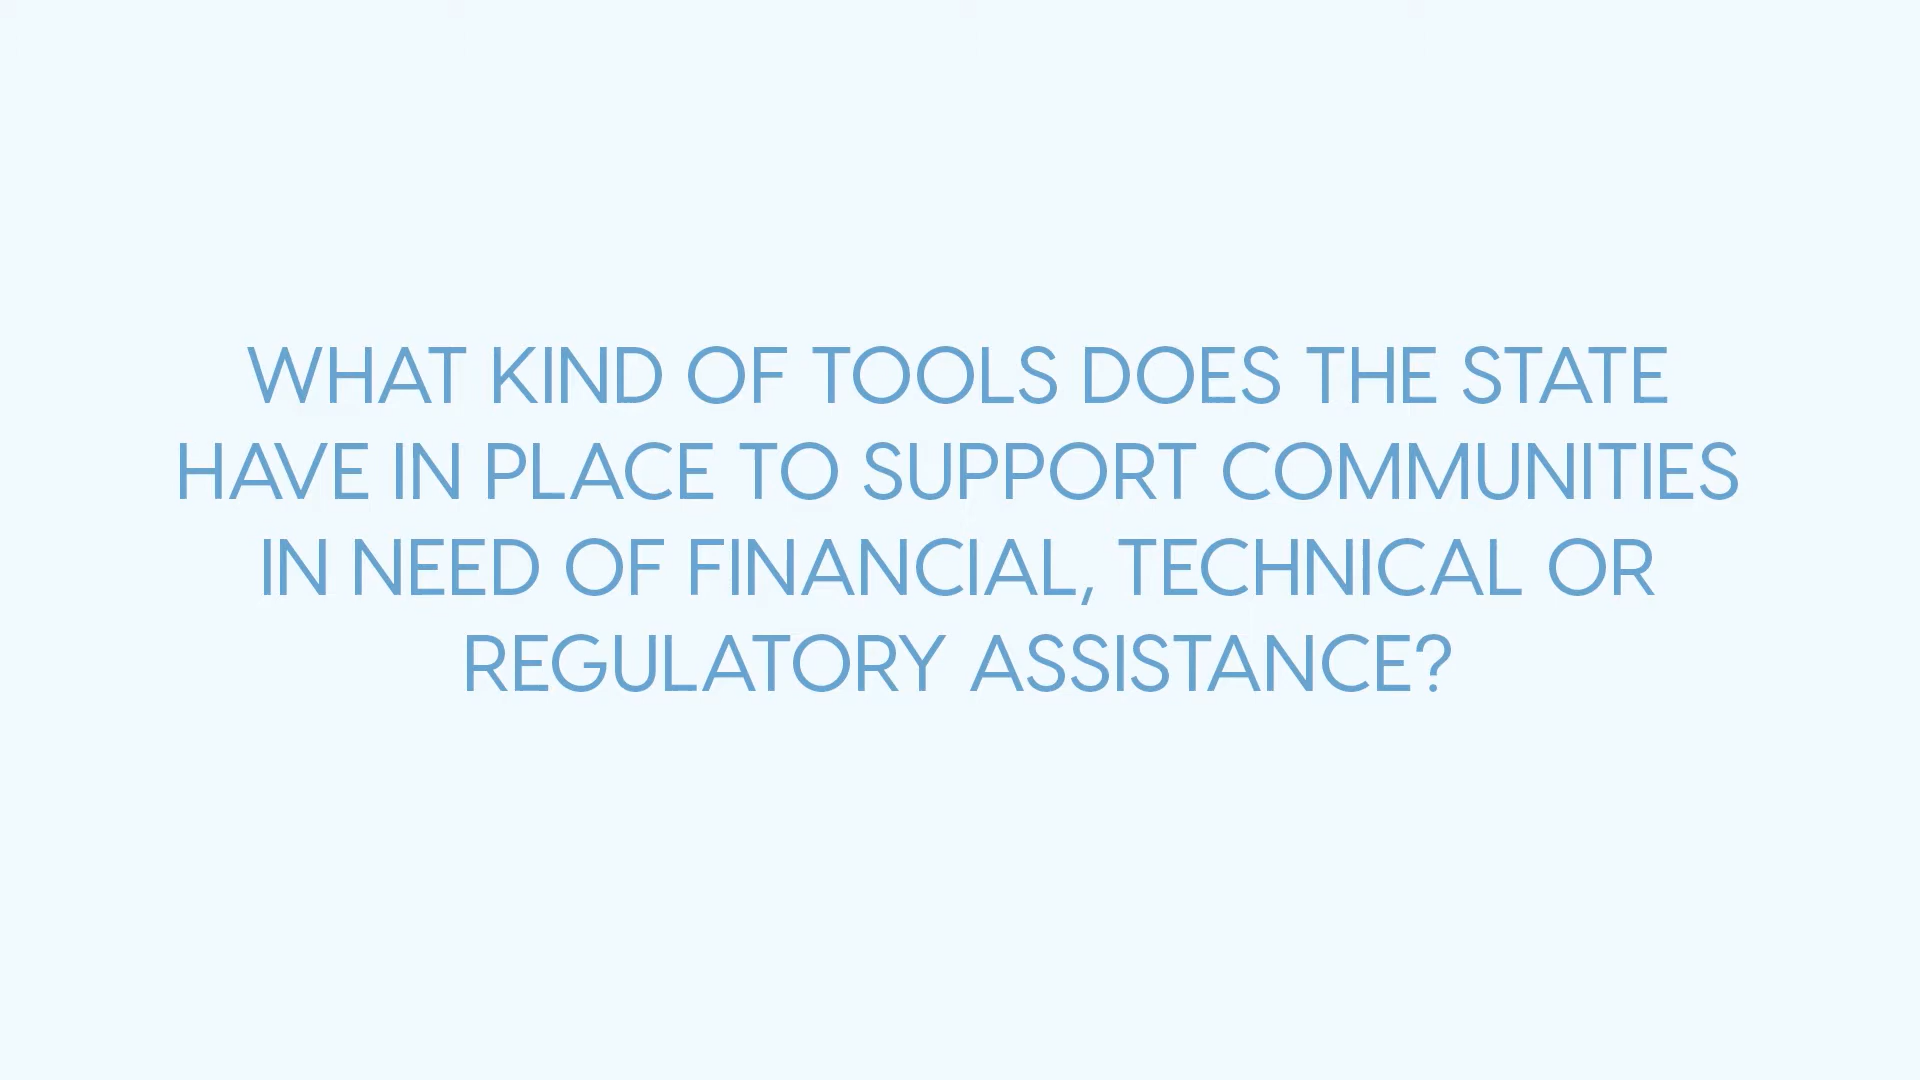 WHAT KIND OF TOOLS DOES THE STATE
HAVE IN PLACE TO SUPPORT COMMUNITIES
IN NEED OF FINANCIAL, TECHNICAL OR
REGULATORY ASSISTANCE?